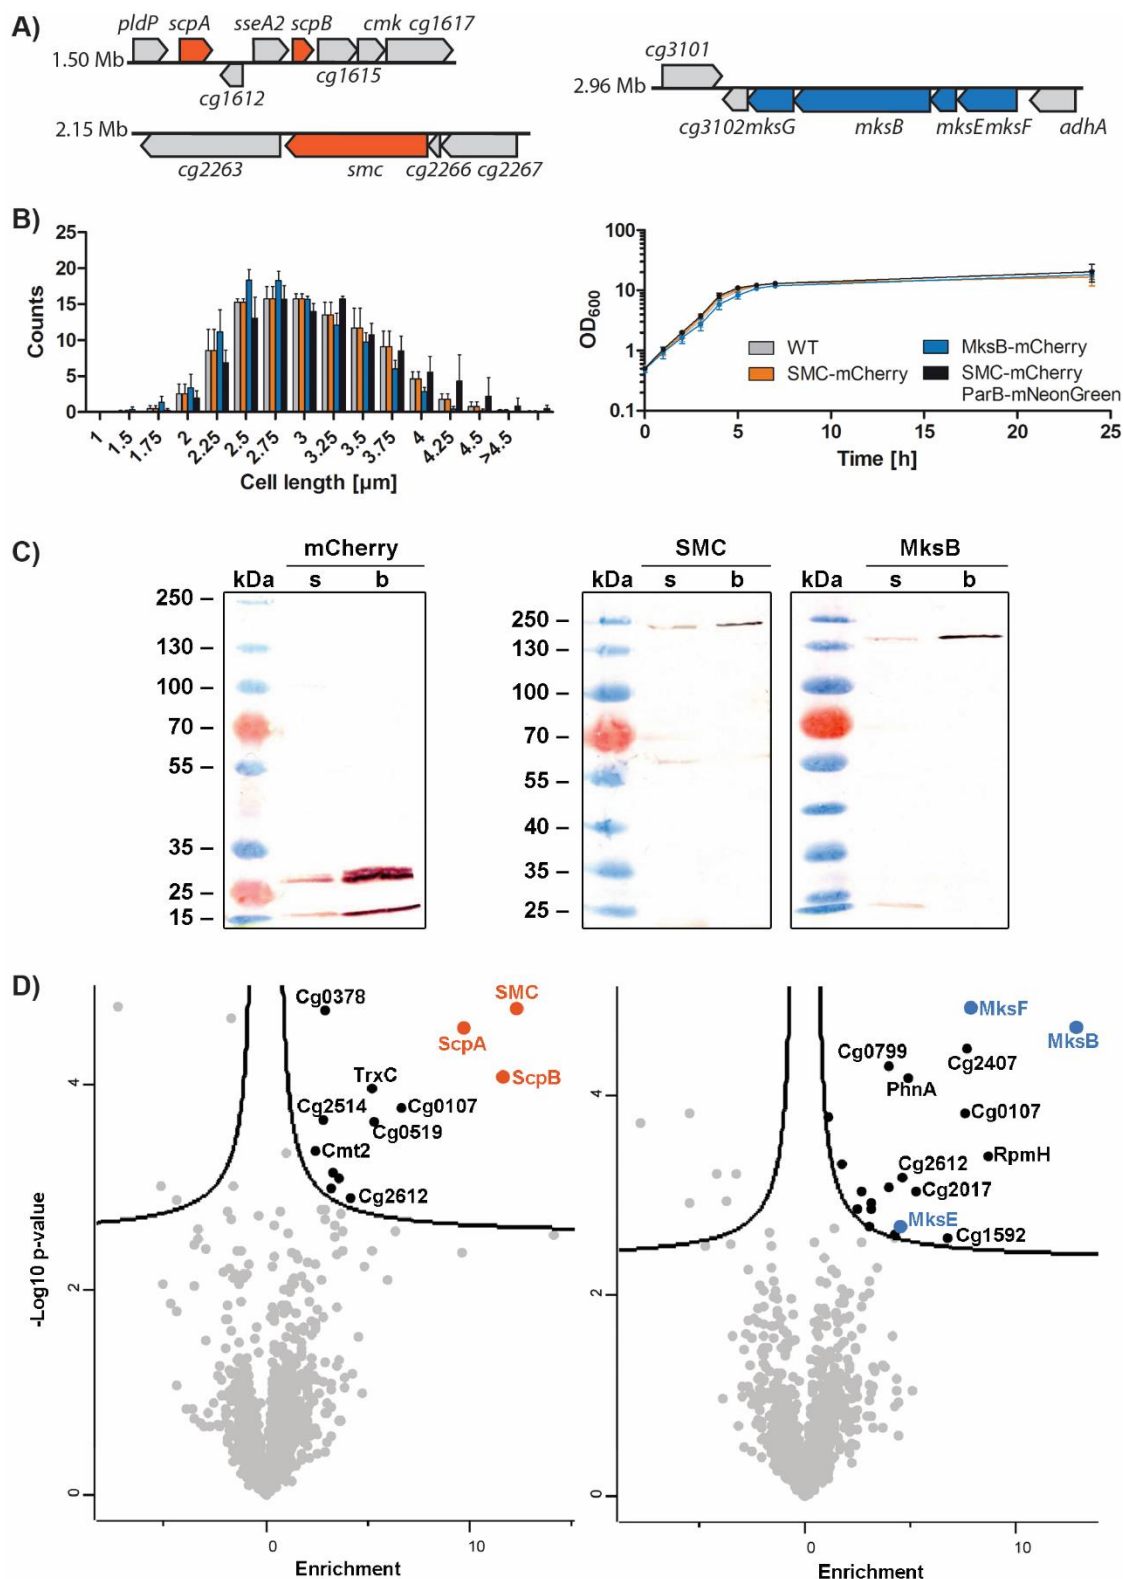 A)
pldP scpA sseA2 scpB cmk cg1617
1.50 Mb
cg1612 cg1615
2.15 Mb
cg2263 smc cg2266 cg2267
cg3101
2.96 Mb
cg3102 mksG mksB mksE mksF adhA
B)
25
20
15
10
5
0
Counts
1 1.5 1.75 2 2.25 2.5 2.75 3 3.25 3.5 3.75 4 4.25 4.5 >4.5
Cell length [µm]
100
10
1
0.1
OD600
WT
SMC-mCherry
MksB-mCherry
SMC-mCherry
ParB-mNeonGreen
0 5 10 15 20 25
Time [h]
C)
mCherry
kDa s b
250
130
100
70
55
35
25
15
SMC MksB
kDa s b kDa s b
250
130
100
70
55
40
35
25
D)
Cg0378
SMC
ScpA
ScpB
TrxC
Cg2514
Cg0107
Cg0519
Cmt2
Cg2612
4
2
0
-Log10 p-value
0 10
Enrichment
MksF
MksB
Cg0799
Cg2407
PhnA
Cg0107
RpmH
Cg2612
Cg2017
MksE
Cg1592
4
2
0
0 10
Enrichment